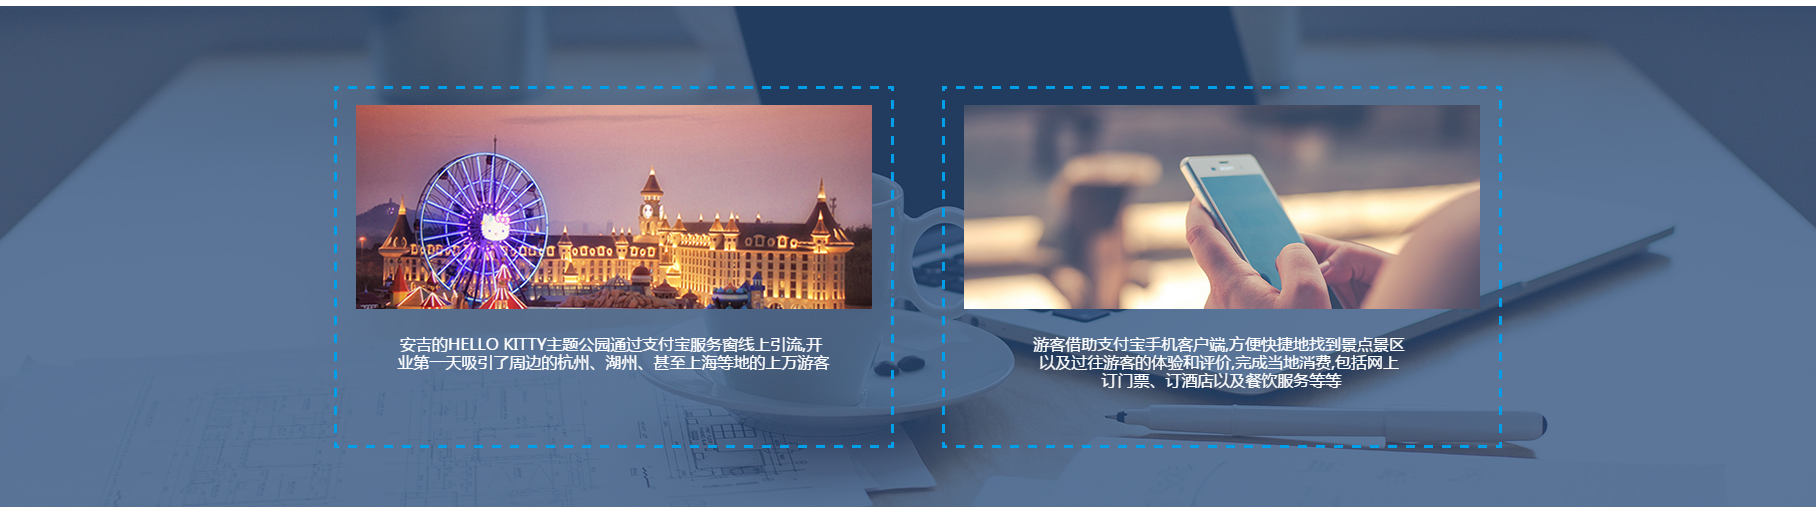 安吉的HELLO KITTY主题公园通过支付宝服务窗线上引流,开
业第一天吸引了周边的杭州、湖州、甚至上海等地的上万游客
游客借助支付宝手机客户端,方便快捷地找到景点景区
以及过往游客的体验和评价,完成当地消费,包括网上
订门票、订酒店以及餐饮服务等等